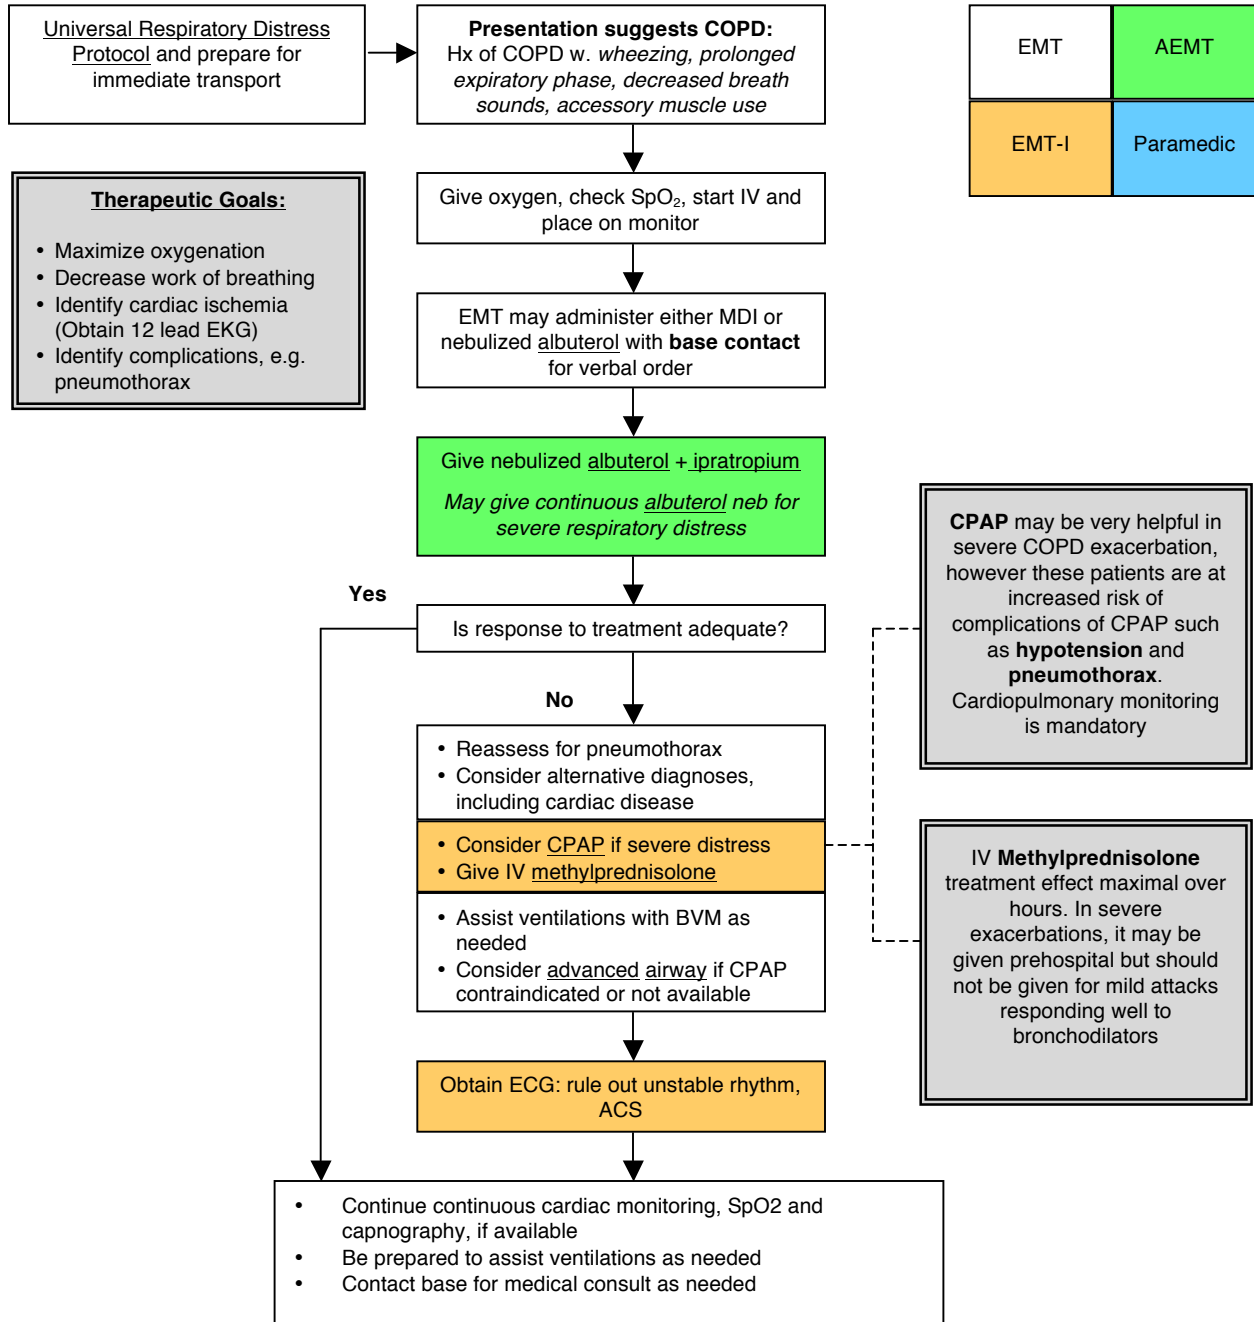 Universal Respiratory Distress
Protocol and prepare for
immediate transport
Presentation suggests COPD:
Hx of COPD w. wheezing, prolonged
expiratory phase, decreased breath
sounds, accessory muscle use
EMT
AEMT
EMT-I
Paramedic
Therapeutic Goals:
• Maximize oxygenation
• Decrease work of breathing
• Identify cardiac ischemia
(Obtain 12 lead EKG)
• Identify complications, e.g.
pneumothorax
Give oxygen, check SpO₂, start IV and
place on monitor
EMT may administer either MDI or
nebulized albuterol with base contact
for verbal order
Give nebulized albuterol + ipratropium
May give continuous albuterol neb for
severe respiratory distress
Yes
Is response to treatment adequate?
No
CPAP may be very helpful in
severe COPD exacerbation,
however these patients are at
increased risk of
complications of CPAP such
as hypotension and
pneumothorax.
Cardiopulmonary monitoring
is mandatory
• Reassess for pneumothorax
• Consider alternative diagnoses,
including cardiac disease
• Consider CPAP if severe distress
• Give IV methylprednisolone
• Assist ventilations with BVM as
needed
• Consider advanced airway if CPAP
contraindicated or not available
IV Methylprednisolone
treatment effect maximal over
hours. In severe
exacerbations, it may be
given prehospital but should
not be given for mild attacks
responding well to
bronchodilators
Obtain ECG: rule out unstable rhythm,
ACS
• Continue continuous cardiac monitoring, SpO2 and
capnography, if available
• Be prepared to assist ventilations as needed
• Contact base for medical consult as needed